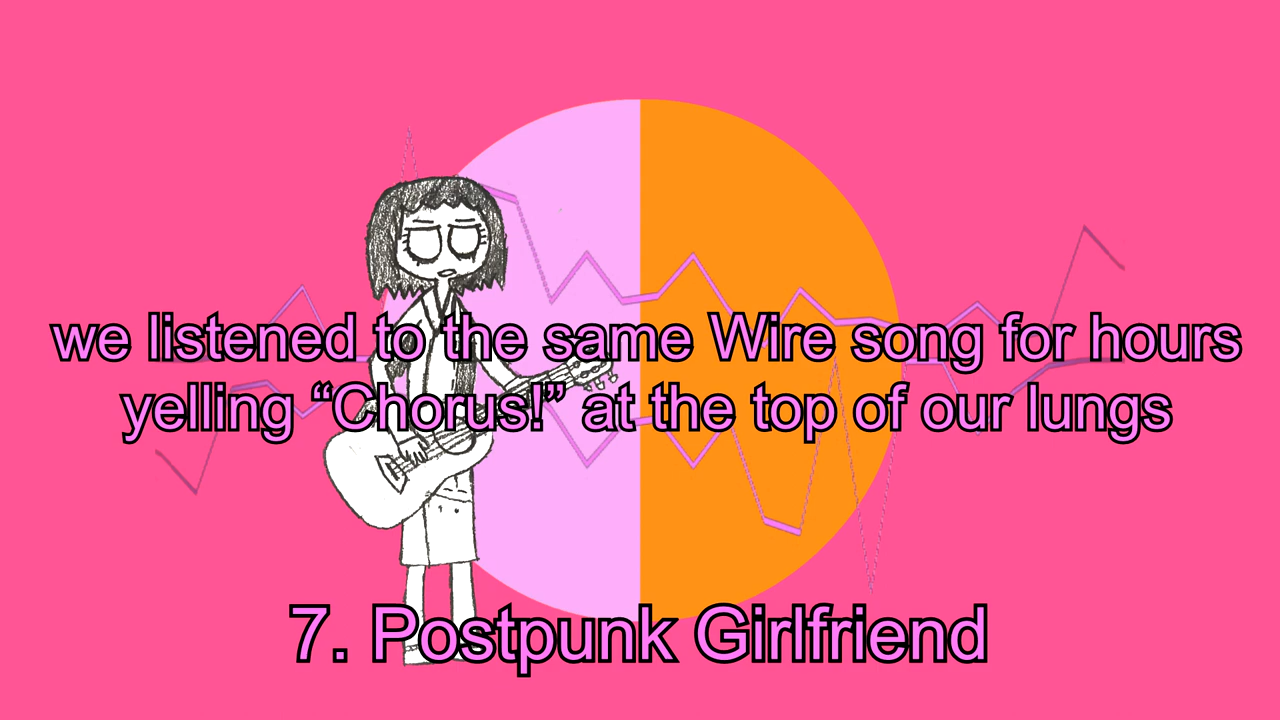 we listened to the same Wire song for hours
yelling “Chorus!” at the top of our lungs
7. Postpunk Girlfriend